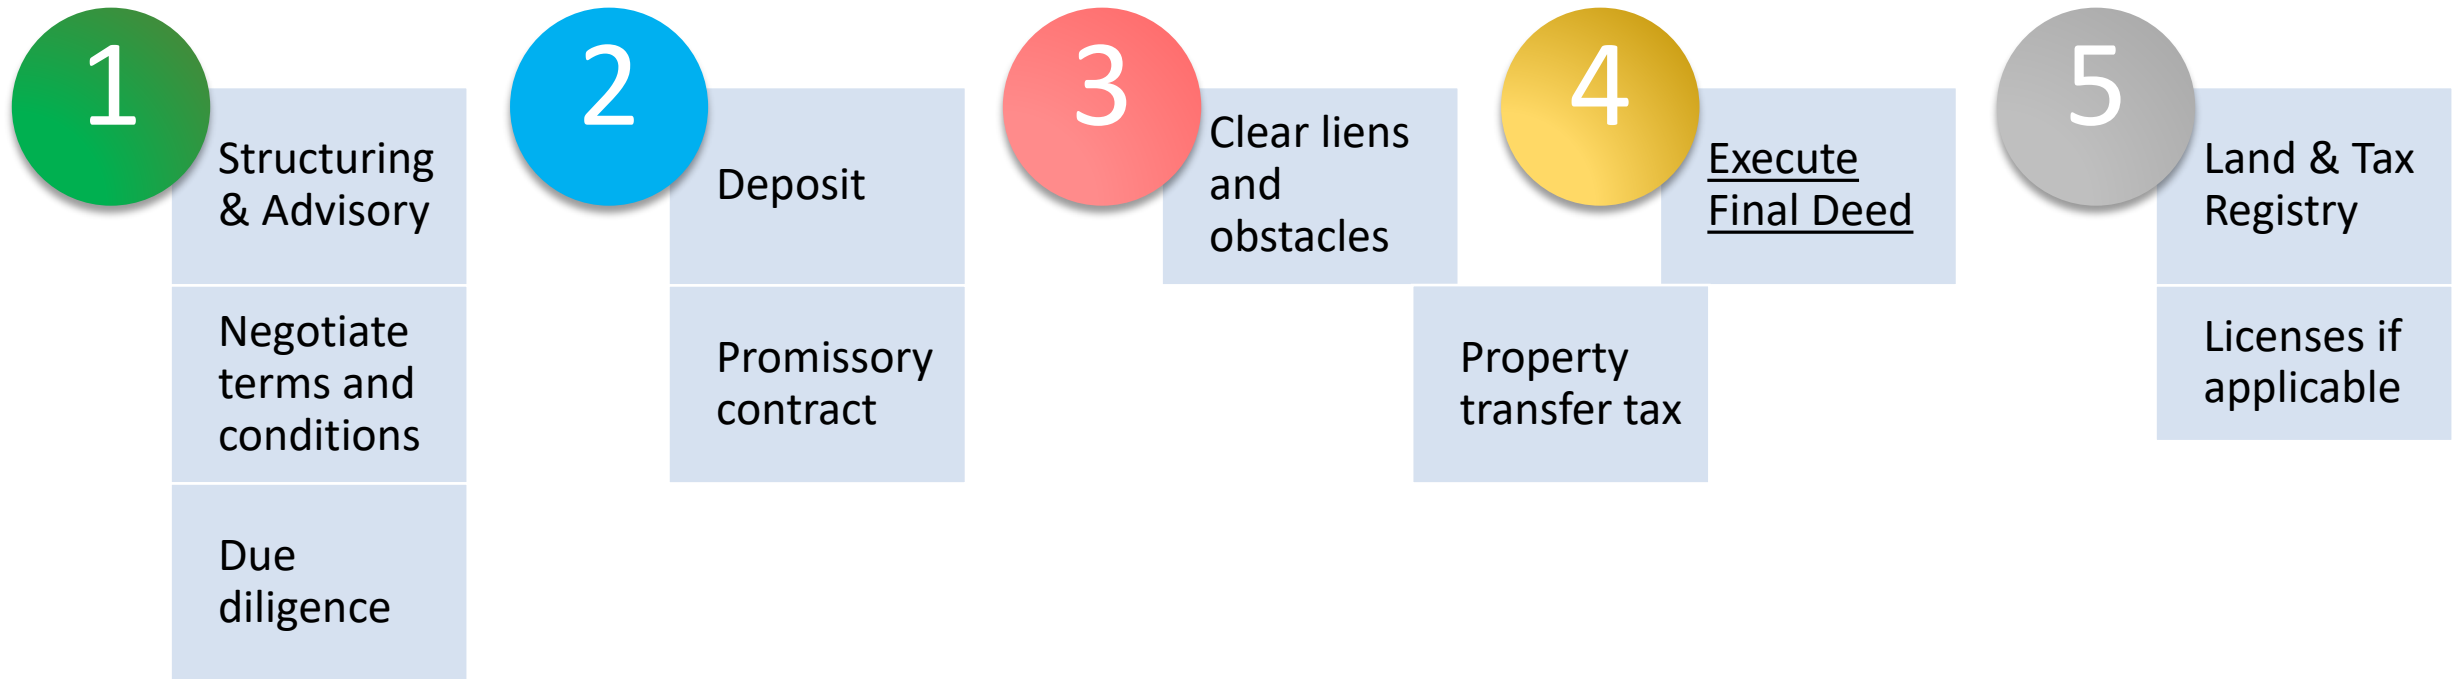 1
Structuring
& Advisory
Negotiate
terms and
conditions
Due
diligence
2
Deposit
Promissory
contract
3
Clear liens
and
obstacles
Property
transfer tax
4
Execute
Final Deed
5
Land & Tax
Registry
Licenses if
applicable